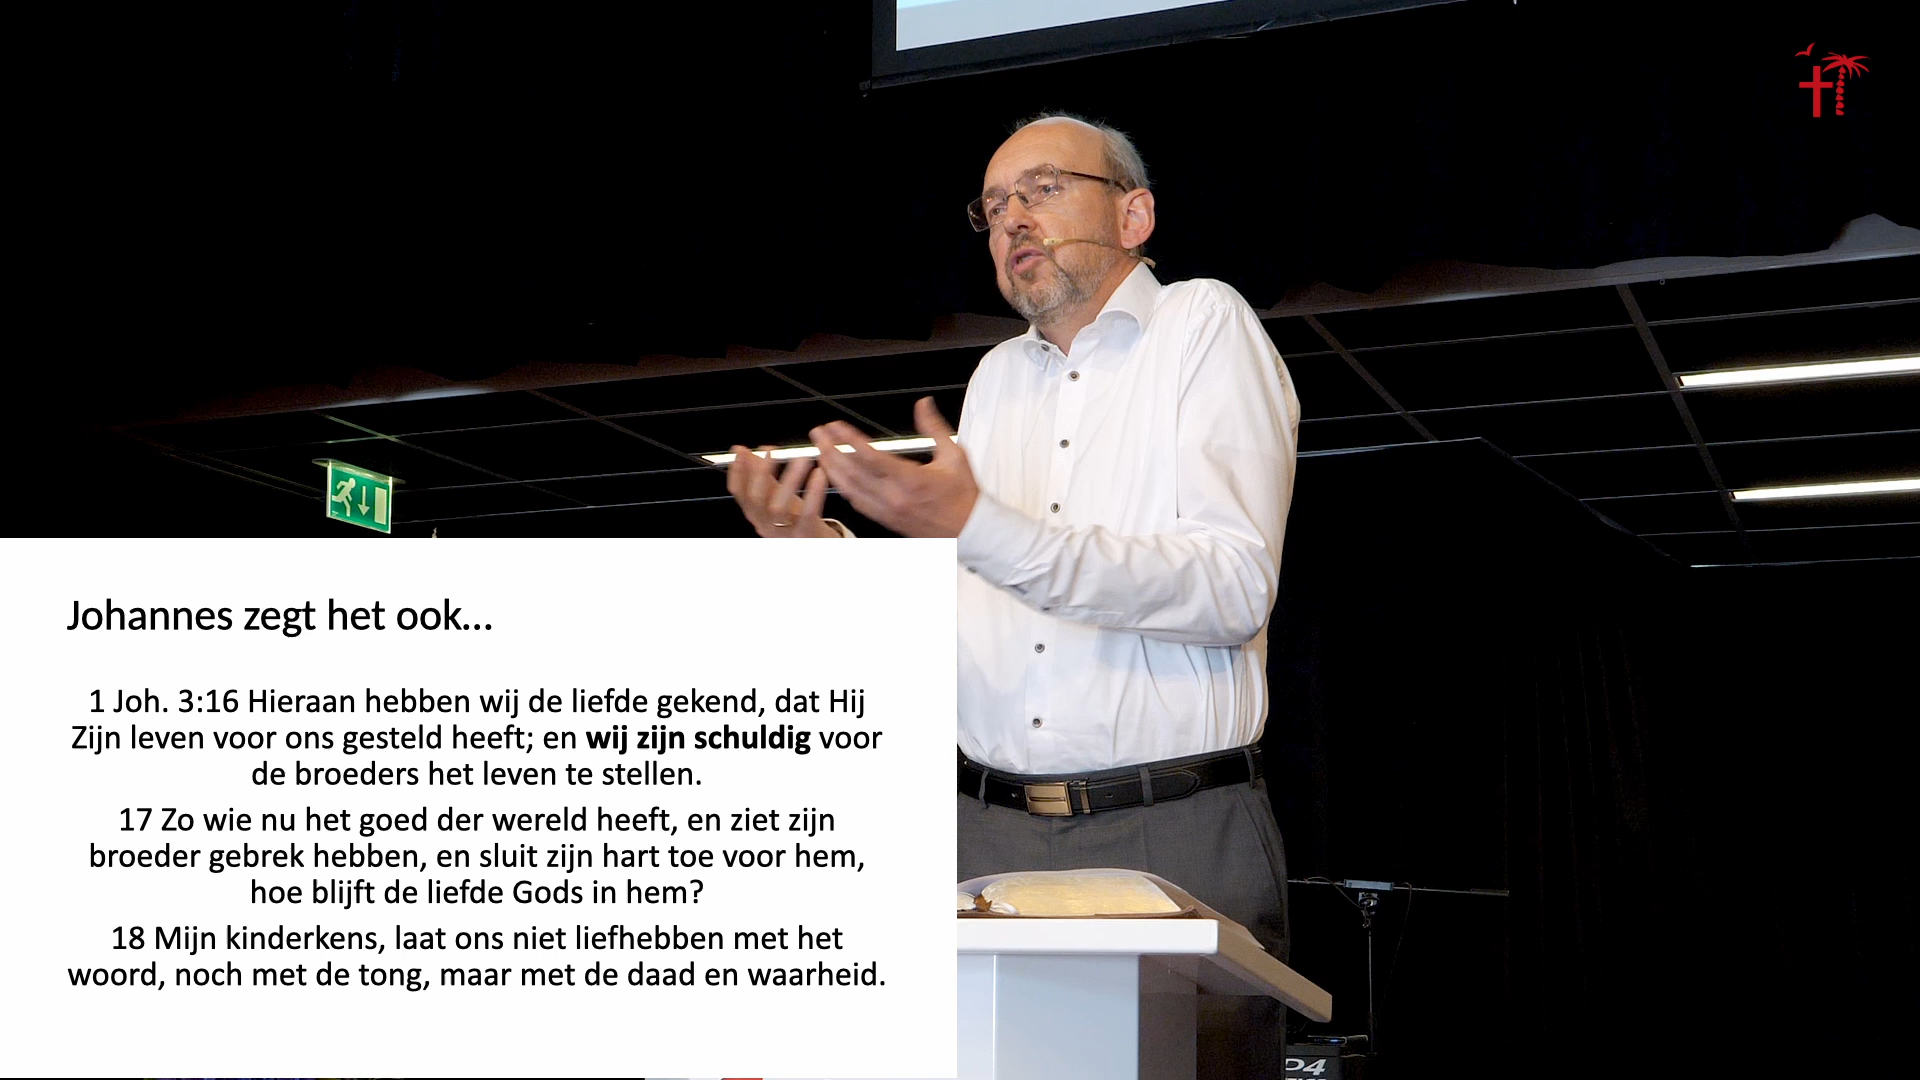 Johannes zegt het ook...
1 Joh. 3:16 Hieraan hebben wij de liefde gekend, dat Hij
Zijn leven voor ons gesteld heeft; en wij zijn schuldig voor
de broeders het leven te stellen.
17 Zo wie nu het goed der wereld heeft, en ziet zijn
broeder gebrek hebben, en sluit zijn hart toe voor hem,
hoe blijft de liefde Gods in hem?
18 Mijn kinderkens, laat ons niet liefhebben met het
woord, noch met de tong, maar met de daad en waarheid.